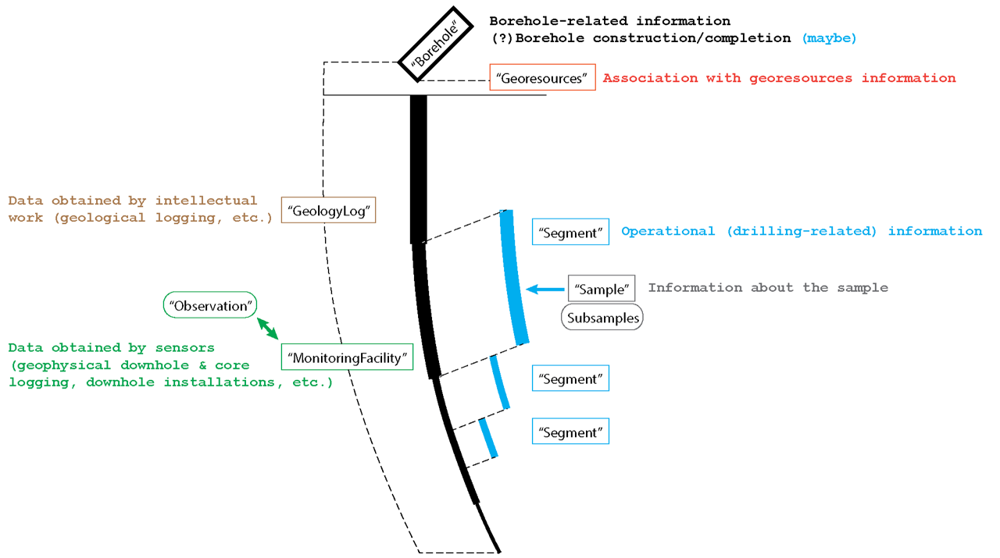 “Borehole”
Borehole-related information
(?)Borehole construction/completion (maybe)
“Georesources” Association with georesources information
Data obtained by intellectual
work (geological logging, etc.)
“GeologyLog”
“Segment” Operational (drilling-related) information
“Sample” Information about the sample
Subsamples
“Observation”
Data obtained by sensors
(geophysical downhole & core
logging, downhole installations, etc.)
“MonitoringFacility”
“Segment”
“Segment”